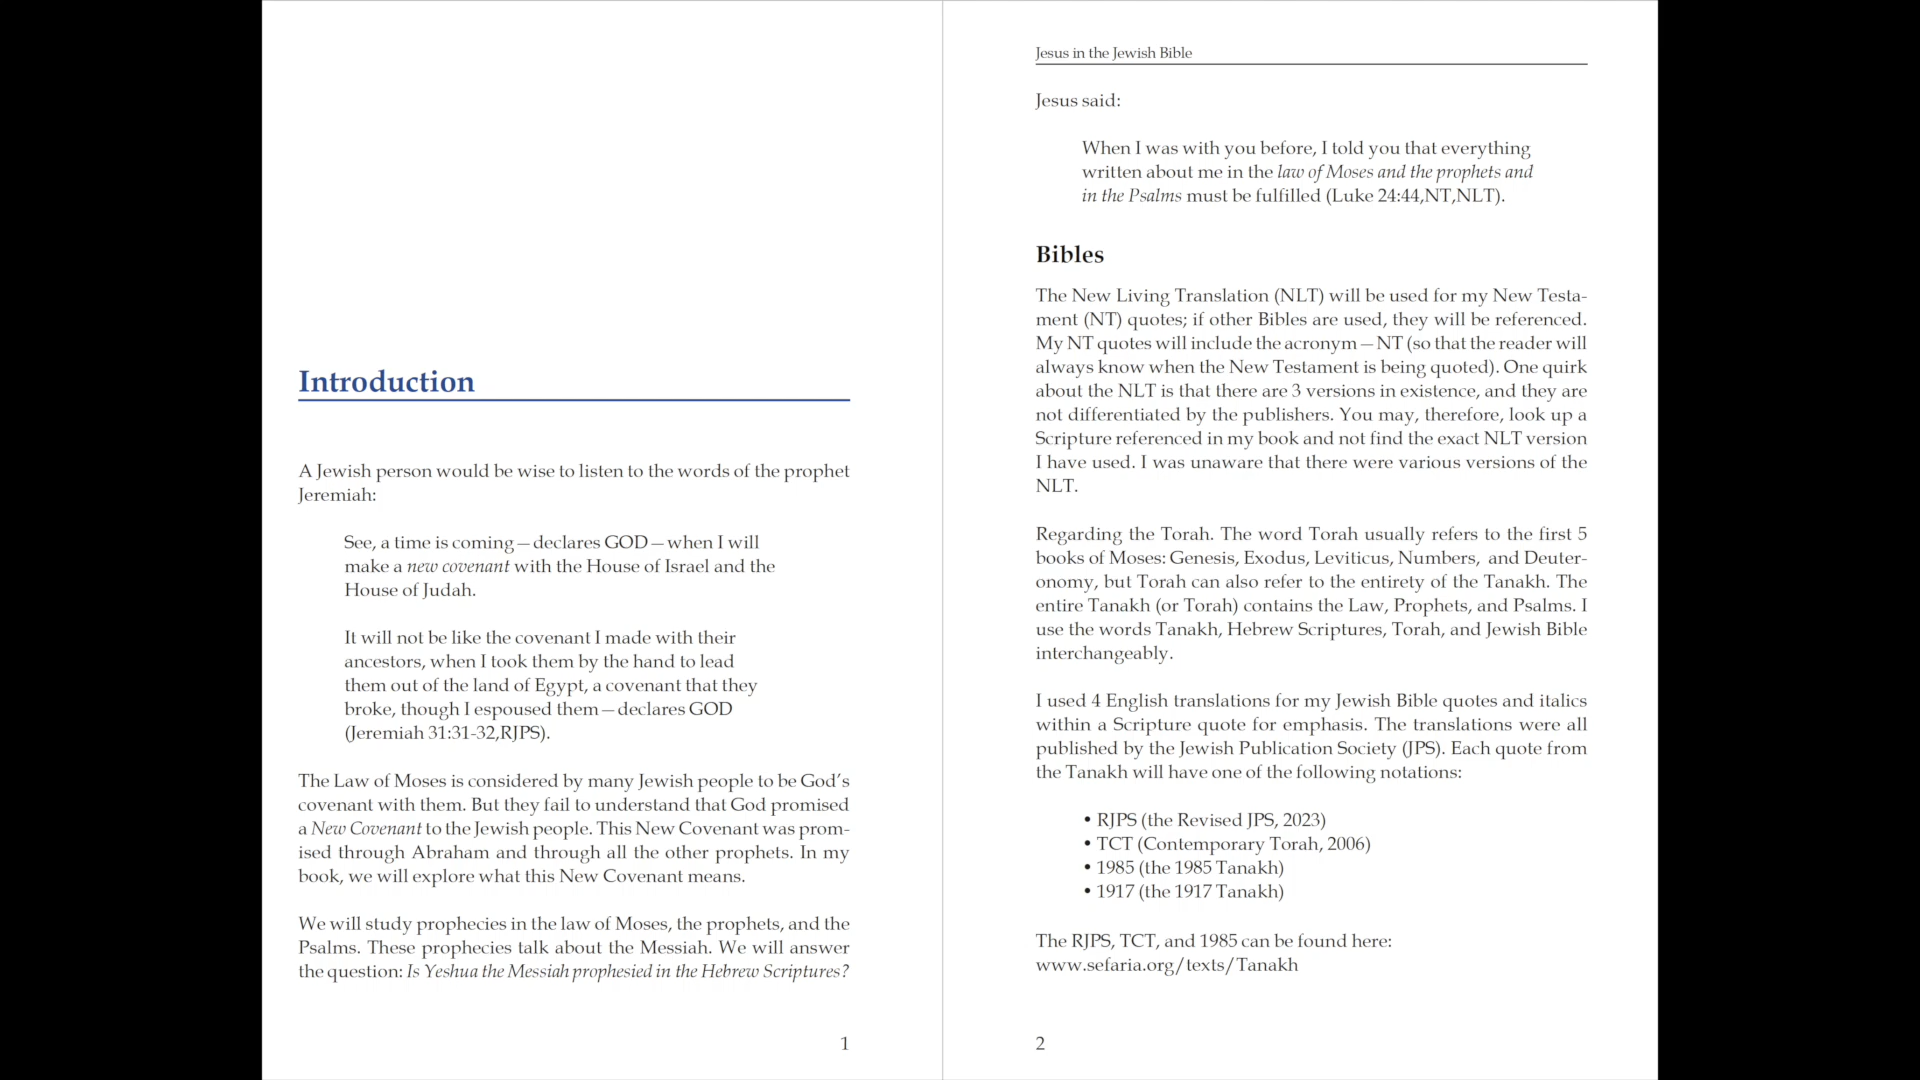 Introduction
A Jewish person would be wise to listen to the words of the prophet
Jeremiah:
See, a time is coming—declares GOD—when I will
make a new covenant with the House of Israel and the
House of Judah.
It will not be like the covenant I made with their
ancestors, when I took them by the hand to lead
them out of the land of Egypt, a covenant that they
broke, though I espoused them—declares GOD
(Jeremiah 31:31-32,RJPS).
The Law of Moses is considered by many Jewish people to be God's
covenant with them. But they fail to understand that God promised
a New Covenant to the Jewish people. This New Covenant was prom-
ised through Abraham and through all the other prophets. In my
book, we will explore what this New Covenant means.
We will study prophecies in the law of Moses, the prophets, and the
Psalms. These prophecies talk about the Messiah. We will answer
the question: Is Yeshua the Messiah prophesied in the Hebrew Scriptures?
1
Jesus in the Jewish Bible
Jesus said:
When I was with you before, I told you that everything
written about me in the law of Moses and the prophets and
in the Psalms must be fulfilled (Luke 24:44,NT,NLT).
Bibles
The New Living Translation (NLT) will be used for my New Testa-
ment (NT) quotes; if other Bibles are used, they will be referenced.
My NT quotes will include the acronym—NT (so that the reader will
always know when the New Testament is being quoted). One quirk
about the NLT is that there are 3 versions in existence, and they are
not differentiated by the publishers. You may, therefore, look up a
Scripture referenced in my book and not find the exact NLT version
I have used. I was unaware that there were various versions of the
NLT.
Regarding the Torah. The word Torah usually refers to the first 5
books of Moses: Genesis, Exodus, Leviticus, Numbers, and Deuter-
onomy, but Torah can also refer to the entirety of the Tanakh. The
entire Tanakh (or Torah) contains the Law, Prophets, and Psalms. I
use the words Tanakh, Hebrew Scriptures, Torah, and Jewish Bible
interchangeably.
I used 4 English translations for my Jewish Bible quotes and italics
within a Scripture quote for emphasis. The translations were all
published by the Jewish Publication Society (JPS). Each quote from
the Tanakh will have one of the following notations:
• RJPS (the Revised JPS, 2023)
• TCT (Contemporary Torah, 2006)
• 1985 (the 1985 Tanakh)
• 1917 (the 1917 Tanakh)
The RJPS, TCT, and 1985 can be found here:
www.sefaria.org/texts/Tanakh
2